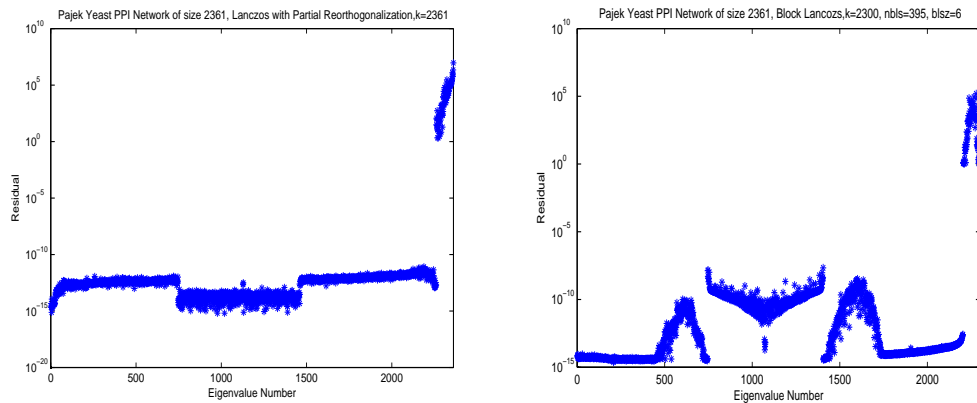 Pajek Yeast PPI Network of size 2361, Lanczos with Partial Reorthogonalization,k=2361
10^10
10^5
10^0
10^-5
10^-10
10^-15
10^-20
Residual
0 500 1000 1500 2000
Eigenvalue Number
Pajek Yeast PPI Network of size 2361, Block Lancozs,k=2300, nbls=395, blsz=6
10^10
10^5
10^0
10^-5
10^-10
10^-15
Residual
0 500 1000 1500 2000
Eigenvalue Number